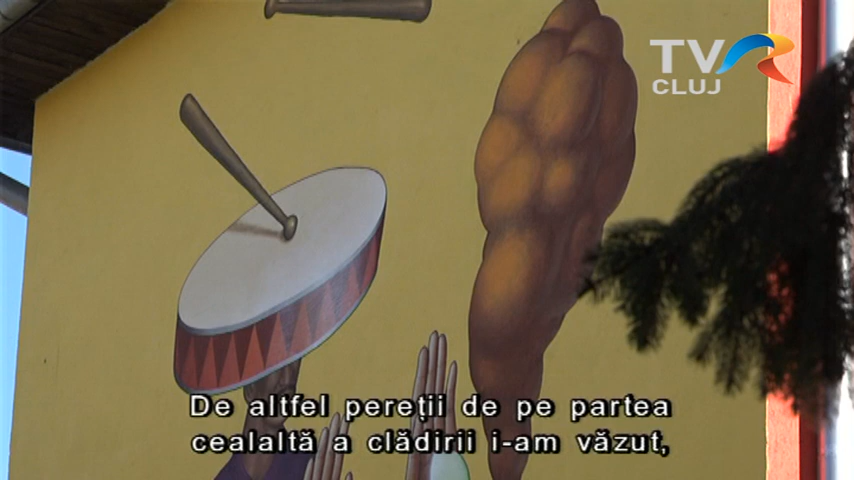 TVR
CLUJ
De altfel pereții de pe partea
cealaltă a clădirii i-am văzut,